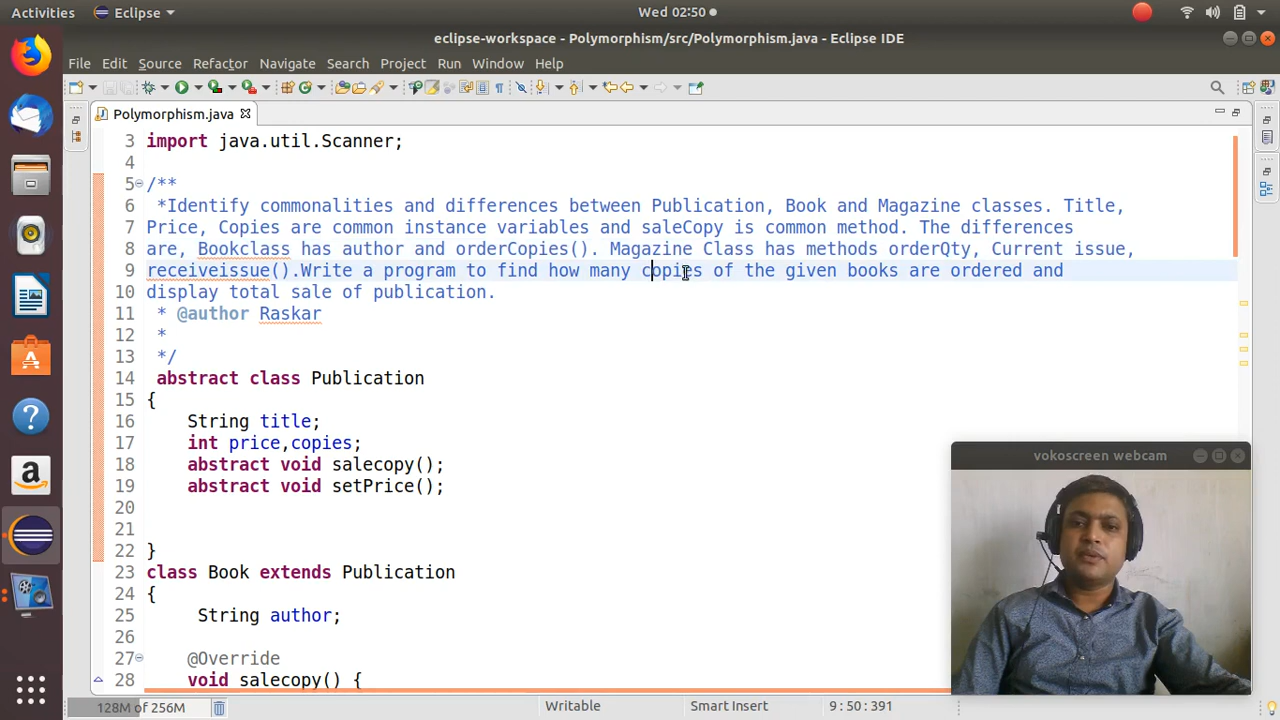 Activities Eclipse Wed 02:50
eclipse-workspace - Polymorphism/src/Polymorphism.java - Eclipse IDE
File Edit Source Refactor Navigate Search Project Run Window Help
Polymorphism.java
3 import java.util.Scanner;
4
5 /**
6 *Identify commonalities and differences between Publication, Book and Magazine classes. Title,
7 Price, Copies are common instance variables and saleCopy is common method. The differences
8 are, Bookclass has author and orderCopies(). Magazine Class has methods orderQty, Current issue,
9 receiveissue().Write a program to find how many copies of the given books are ordered and
10 display total sale of publication.
11 * @author Raskar
12 *
13 */
14 abstract class Publication
15 {
16 String title;
17 int price,copies;
18 abstract void salecopy();
19 abstract void setPrice();
20
21
22 }
23 class Book extends Publication
24 {
25 String author;
26
27 @Override
28 void salecopy() {
vokoscreen webcam
128M of 256M Writable Smart Insert 9:50:391